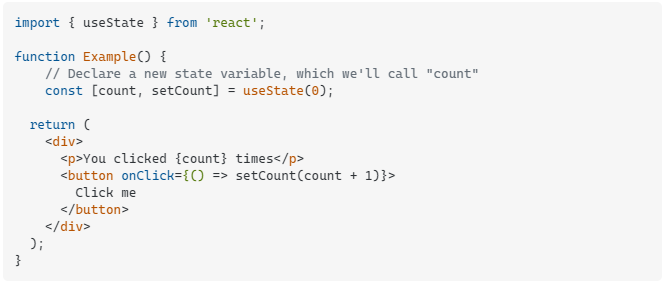 import { useState } from 'react';

function Example() {
    // Declare a new state variable, which we'll call "count"
    const [count, setCount] = useState(0);

  return (
    <div>
      <p>You clicked {count} times</p>
      <button onClick={() => setCount(count + 1)}>
        Click me
      </button>
    </div>
  );
}